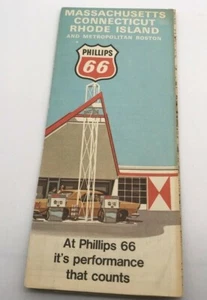 MASSACHUSETTS
CONNECTICUT
RHODE ISLAND
AND METROPOLITAN BOSTON
PHILLIPS
66
At Phillips 66
it's performance
that counts